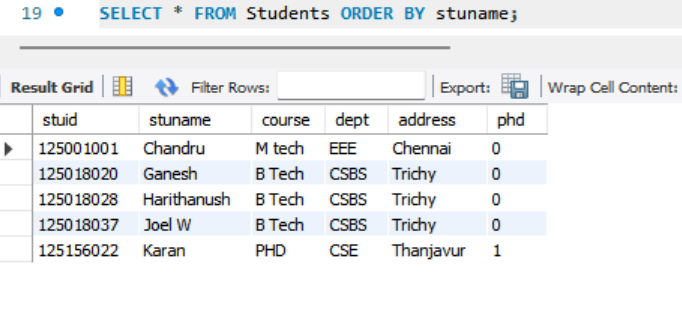 19 SELECT * FROM Students ORDER BY stuname;
Result Grid Filter Rows: Export: Wrap Cell Content:
stuid stuname course dept address phd
125001001 Chandru M tech EEE Chennai 0
125018020 Ganesh B Tech CSBS Trichy 0
125018028 Harithanush B Tech CSBS Trichy 0
125018037 Joel W B Tech CSBS Trichy 0
125156022 Karan PHD CSE Thanjavur 1